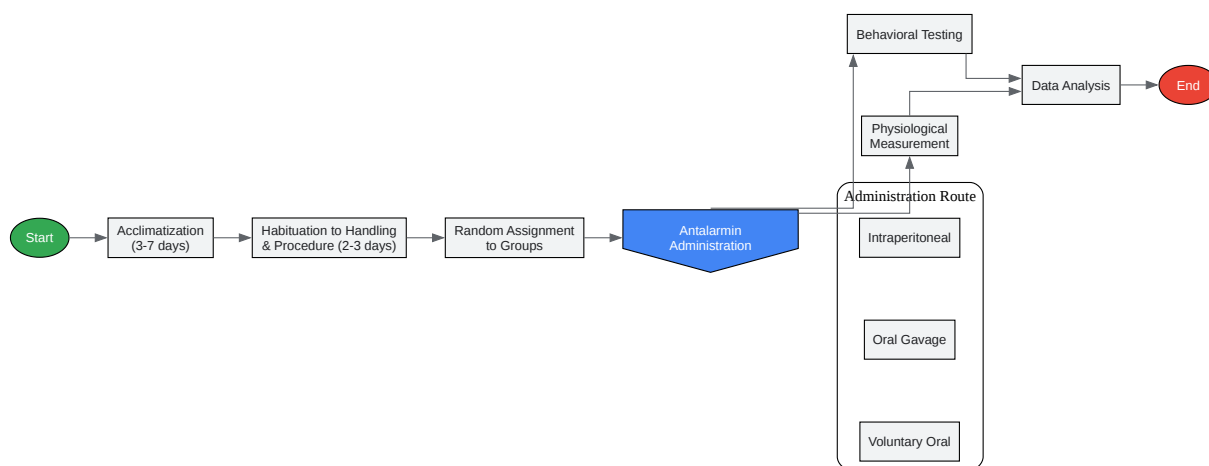 Start
Acclimatization
(3-7 days)
Habituation to Handling
& Procedure (2-3 days)
Random Assignment
to Groups
Antalarmin
Administration
Behavioral Testing
Physiological
Measurement
Administration Route
Intraperitoneal
Oral Gavage
Voluntary Oral
Data Analysis
End